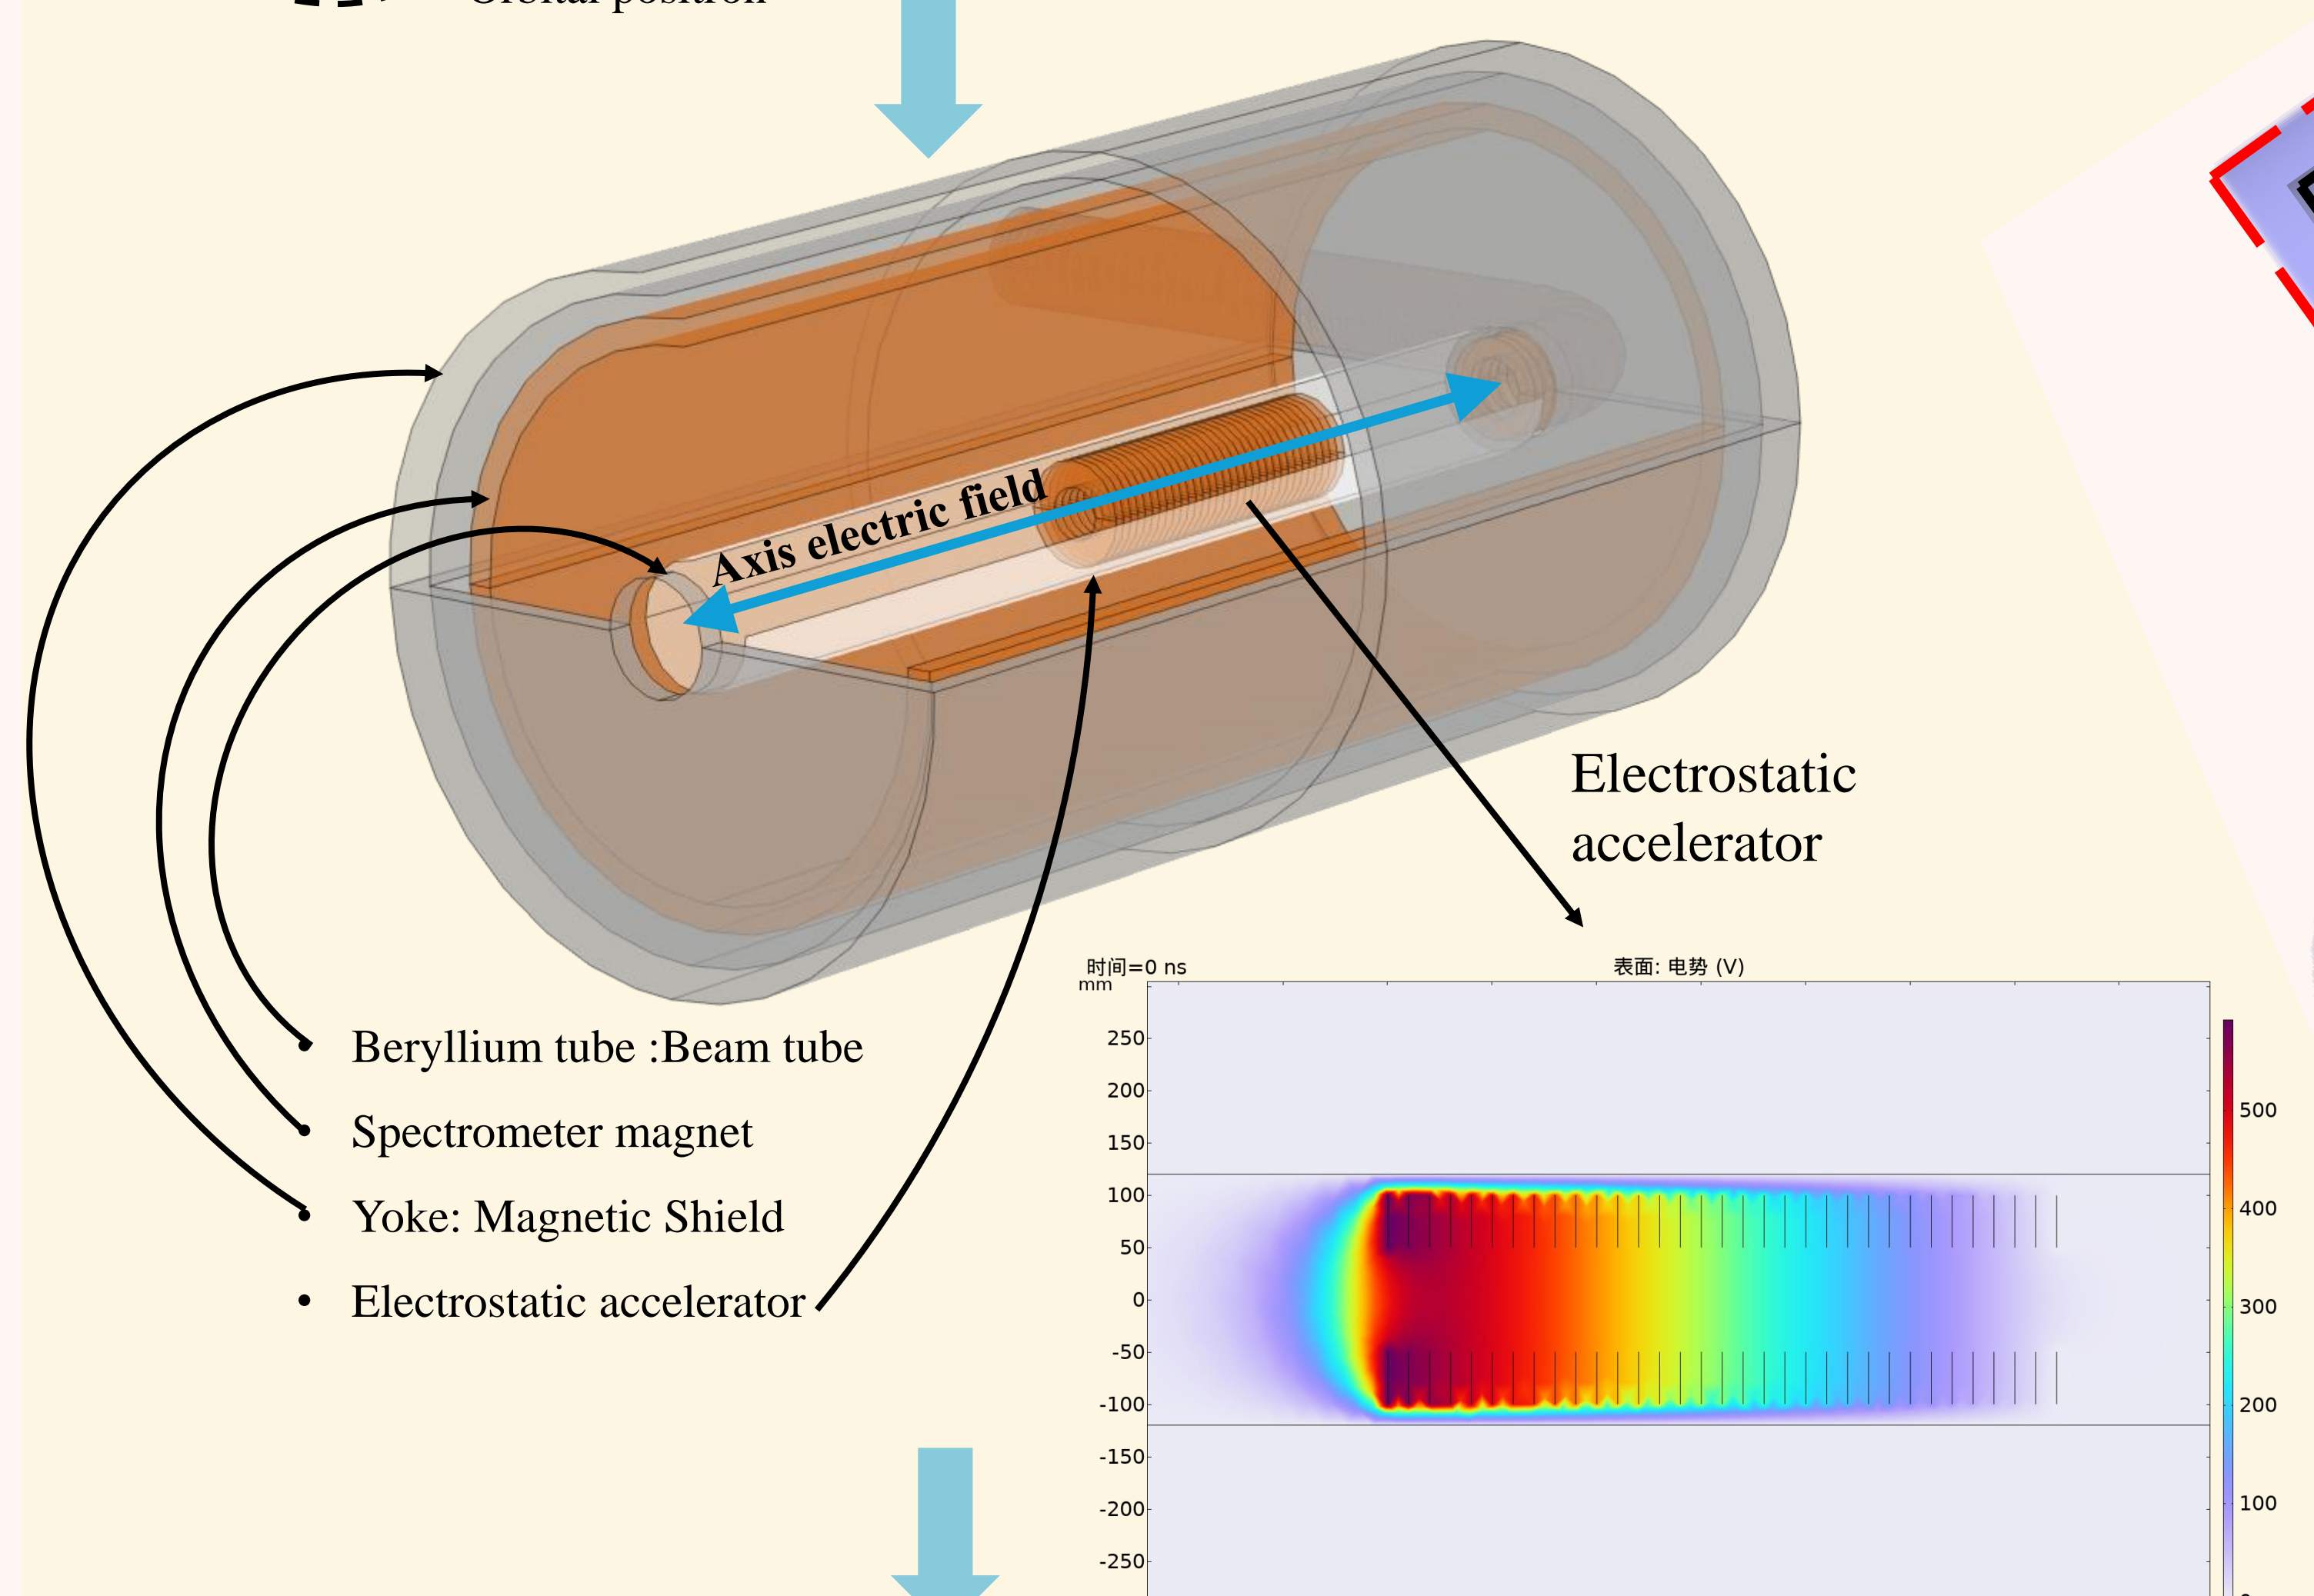 Orbital position
Axis electric field
Electrostatic
accelerator
• Beryllium tube :Beam tube
• Spectrometer magnet
• Yoke: Magnetic Shield
• Electrostatic accelerator
时间=0 ns
表面: 电势 (V)
mm
250
200
150
100
50
0
-50
-100
-150
-200
-250
500
400
300
200
100